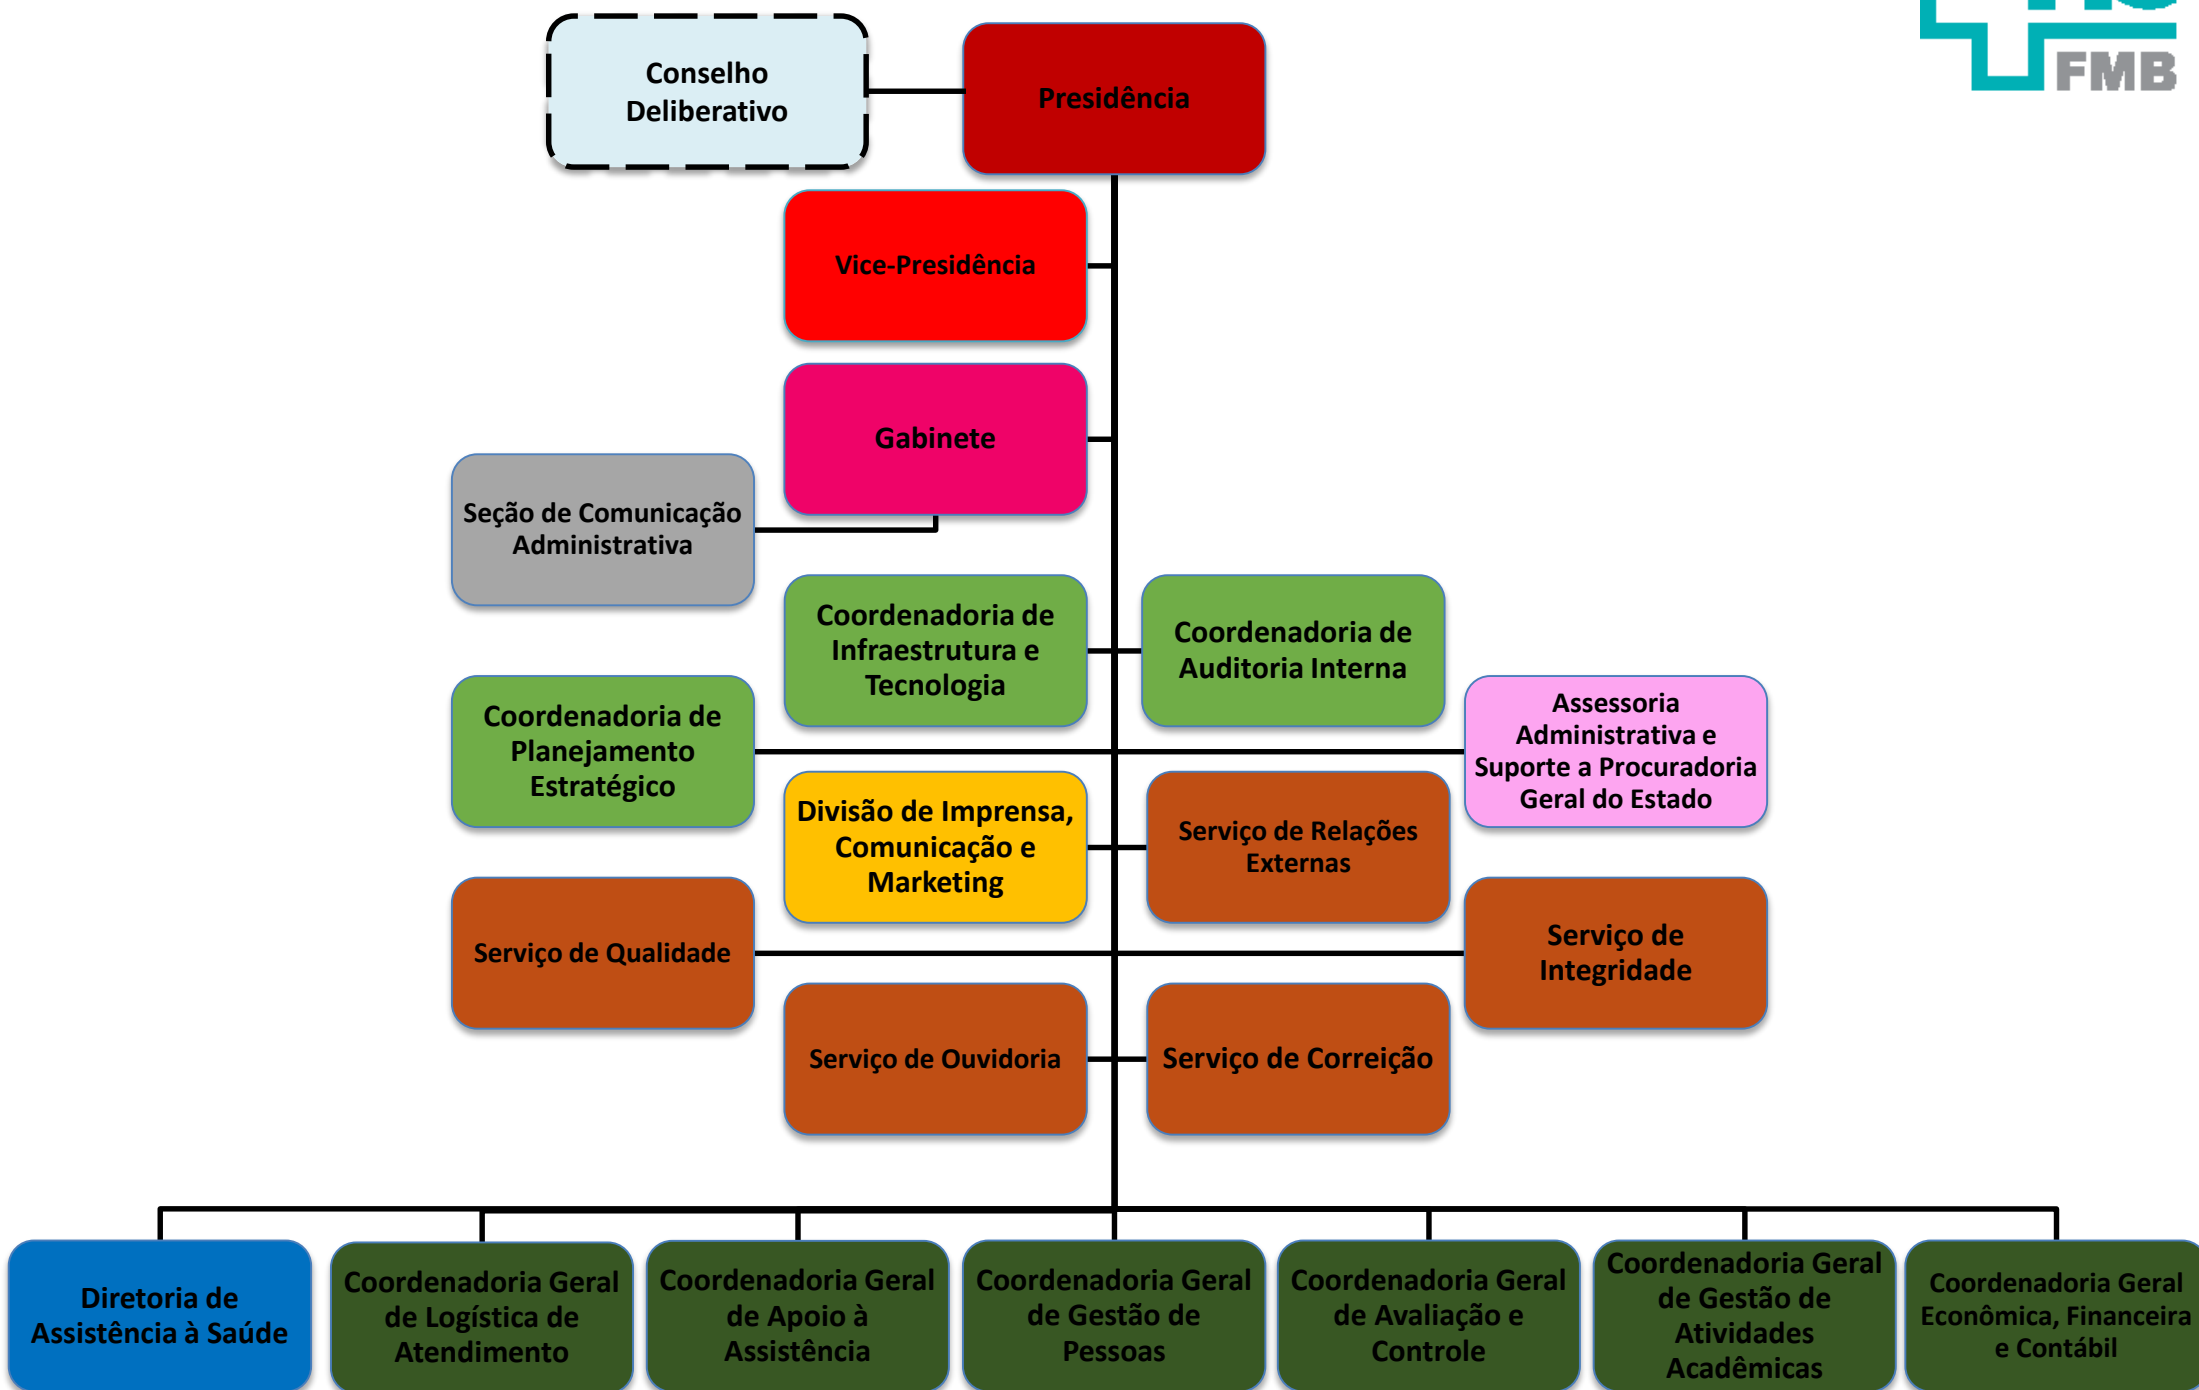 FMB
Conselho
Deliberativo
Presidência
Vice-Presidência
Gabinete
Seção de Comunicação
Administrativa
Coordenadoria de
Infraestrutura e
Tecnologia
Coordenadoria de
Auditoria Interna
Coordenadoria de
Planejamento
Estratégico
Assessoria
Administrativa e
Suporte a Procuradoria
Geral do Estado
Divisão de Imprensa,
Comunicação e
Marketing
Serviço de Relações
Externas
Serviço de Qualidade
Serviço de
Integridade
Serviço de Ouvidoria
Serviço de Correição
Diretoria de
Assistência à Saúde
Coordenadoria Geral
de Logística de
Atendimento
Coordenadoria Geral
de Apoio à
Assistência
Coordenadoria Geral
de Gestão de
Pessoas
Coordenadoria Geral
de Avaliação e
Controle
Coordenadoria Geral
de Gestão de
Atividades
Acadêmicas
Coordenadoria Geral
Econômica, Financeira
e Contábil